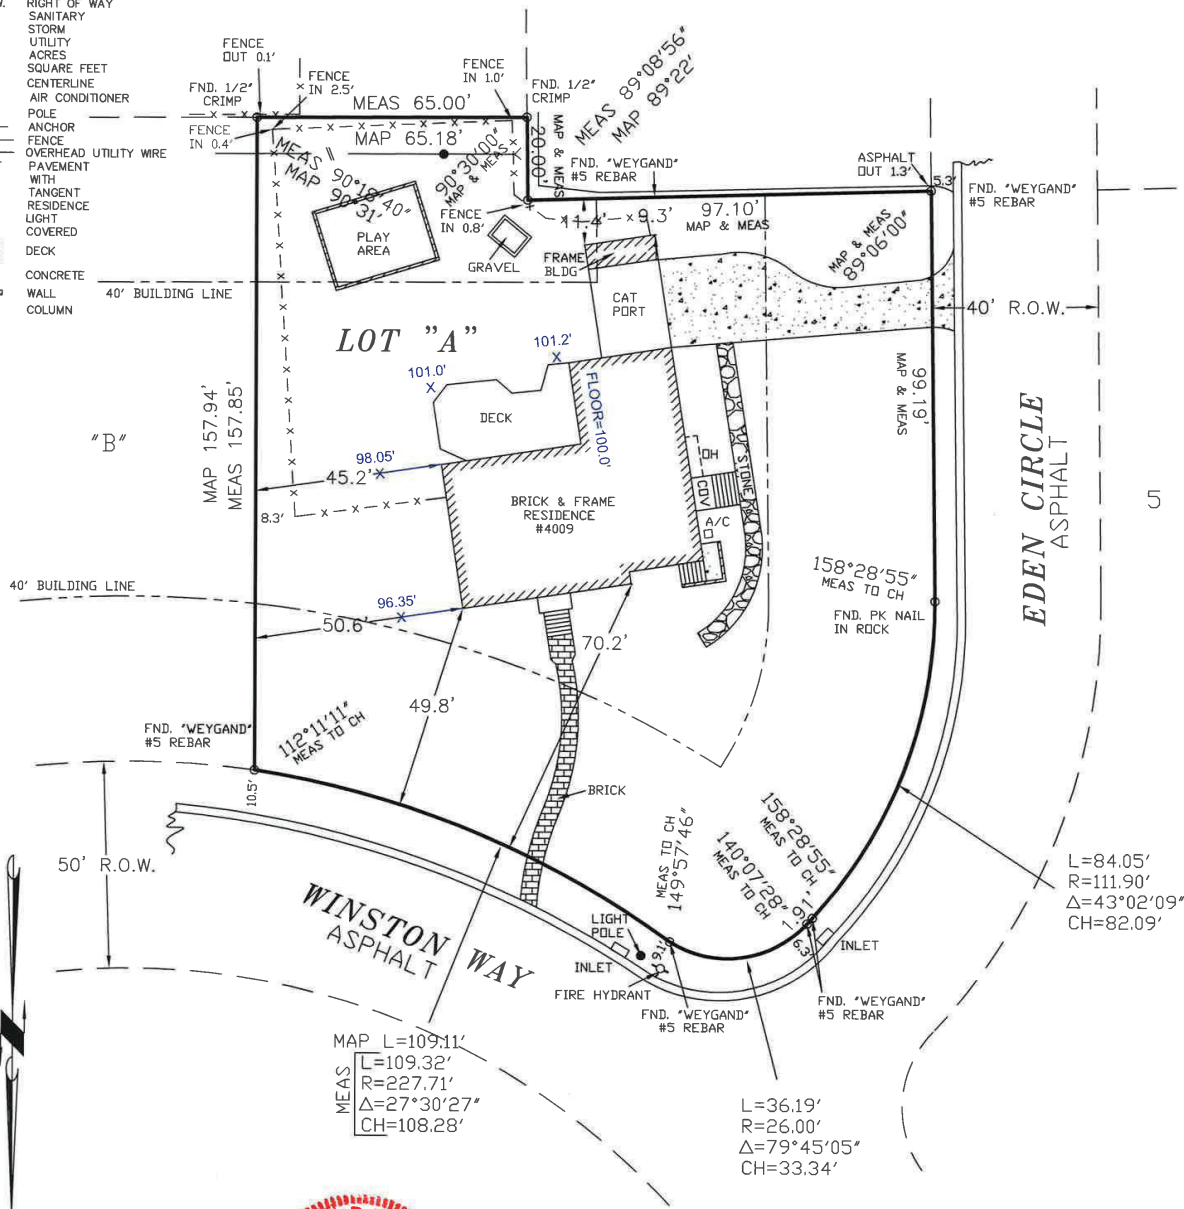 W. RIGHT OF WAY
SANITARY
STORM
UTILITY
ACRES
SQUARE FEET
CENTERLINE
AIR CONDITIONER
POLE
ANCHOR
FENCE
OVERHEAD UTILITY WIRE
PAVEMENT
WITH
TANGENT
RESIDENCE
LIGHT
COVERED
DECK
CONCRETE
WALL
COLUMN
FENCE
OUT 0.1'
FND. 1/2"
CRIMP
FENCE
IN 2.5'
FENCE
IN 0.4'
MEAS 65.00'
MAP 65.18'
FENCE
IN 1.0'
FND. 1/2"
CRIMP
MEAS 89°08'56"
MAP 89°22'
MEAS 90°18'40"
MAP 90°31'
90°30'00"
MAP & MEAS
20.00'
MAP & MEAS
FND. "WEYGAND"
#5 REBAR
ASPHALT
OUT 1.3'
5.3'
FND. "WEYGAND"
#5 REBAR
FENCE
IN 0.8'
11.4'
9.3'
97.10'
MAP & MEAS
MAP & MEAS
89°06'00"
PLAY
AREA
GRAVEL
FRAME
BLDG
CAT
PORT
40' BUILDING LINE
40' R.O.W.
LOT "A"
101.0'
101.2'
DECK
FLOOR=100.0'
99.19'
MAP & MEAS
EDEN CIRCLE
ASPHALT
5
"B"
MAP 157.94'
MEAS 157.85'
98.05'
45.2'
8.3'
BRICK & FRAME
RESIDENCE
#4009
OH
COV
STONE
A/C
40' BUILDING LINE
96.35'
50.6'
70.2'
49.8'
158°28'55"
MEAS TO CH
FND. PK NAIL
IN ROCK
FND. "WEYGAND"
#5 REBAR
112°11'11"
MEAS TO CH
10.5'
BRICK
50' R.O.W.
WINSTON WAY
ASPHALT
MEAS TO CH
149°57'46"
158°28'55"
MEAS TO CH
140°07'28"
MEAS TO CH
1.91'
6.3'
9.1'
LIGHT
POLE
INLET
FIRE HYDRANT
INLET
FND. "WEYGAND"
#5 REBAR
FND. "WEYGAND"
#5 REBAR
L=84.05'
R=111.90'
Δ=43°02'09"
CH=82.09'
MAP L=109.11'
MEAS
L=109.32'
R=227.71'
Δ=27°30'27"
CH=108.28'
L=36.19'
R=26.00'
Δ=79°45'05"
CH=33.34'